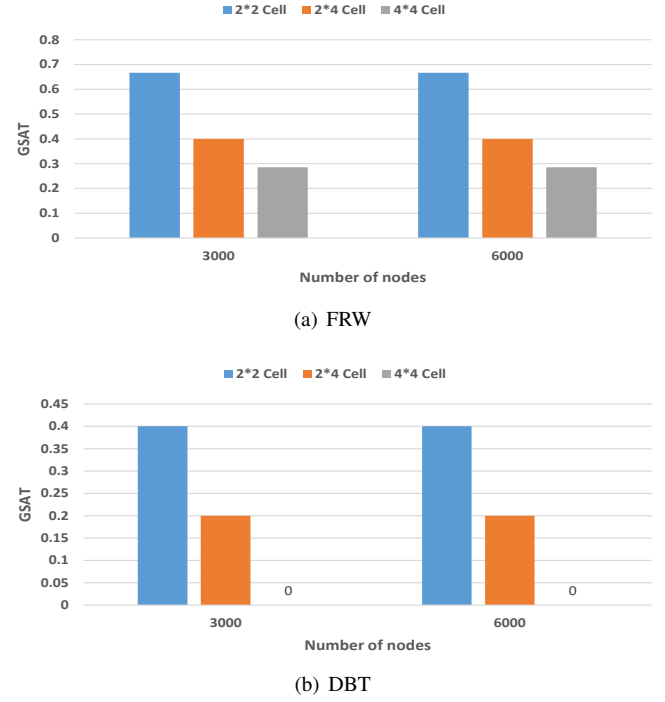 2*2 Cell 2*4 Cell 4*4 Cell
0.8
0.7
0.6
0.5
0.4
0.3
0.2
0.1
0
GSAT
3000 6000
Number of nodes
(a) FRW
2*2 Cell 2*4 Cell 4*4 Cell
0.45
0.4
0.35
0.3
0.25
0.2
0.15
0.1
0.05
0
GSAT
0 0
3000 6000
Number of nodes
(b) DBT